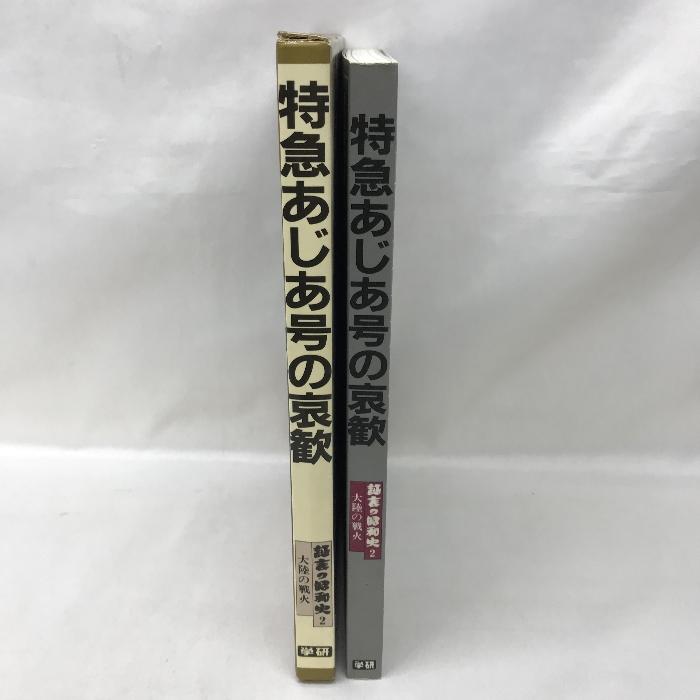 特急あじあ号の哀歓
証言の昭和史2
大陸の戦火
学研
特急あじあ号の哀歓
証言の昭和史2
大陸の戦火
学研